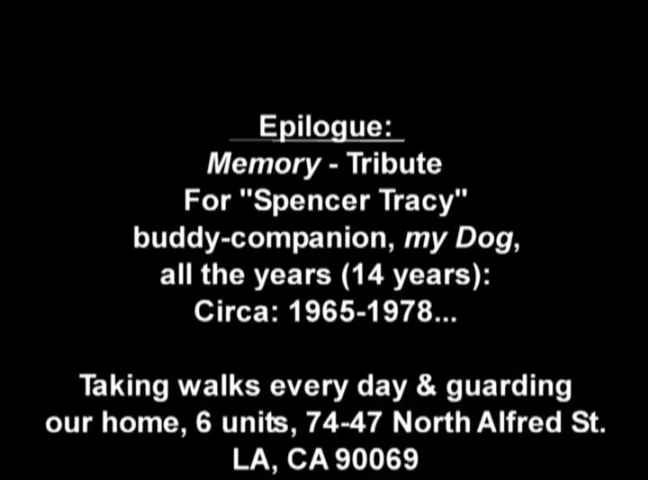 Epilogue:
Memory - Tribute
For "Spencer Tracy"
buddy-companion, my Dog,
all the years (14 years):
Circa: 1965-1978...
Taking walks every day & guarding
our home, 6 units, 74-47 North Alfred St.
LA, CA 90069